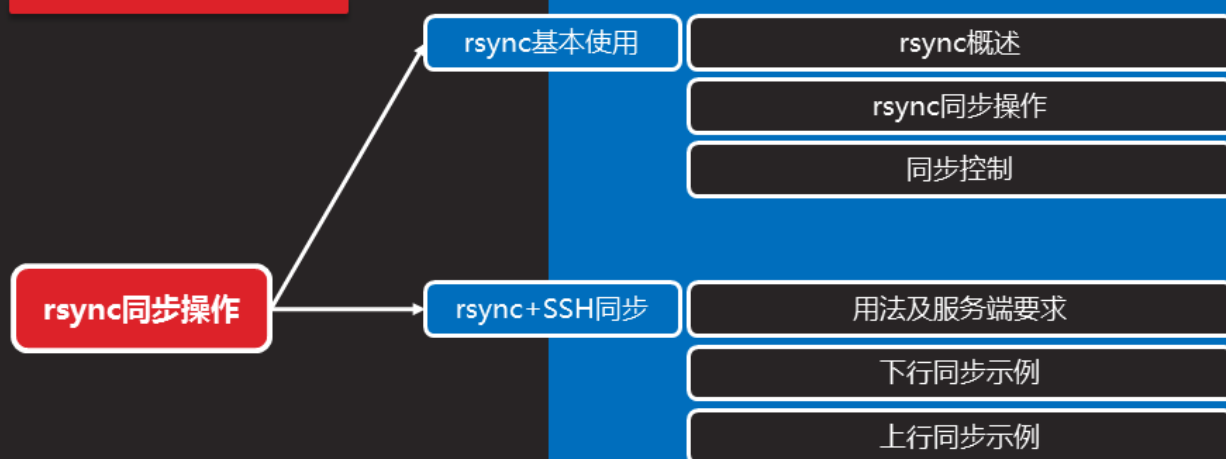 rsync同步操作
rsync基本使用
rsync概述
rsync同步操作
同步控制
rsync+SSH同步
用法及服务端要求
下行同步示例
上行同步示例